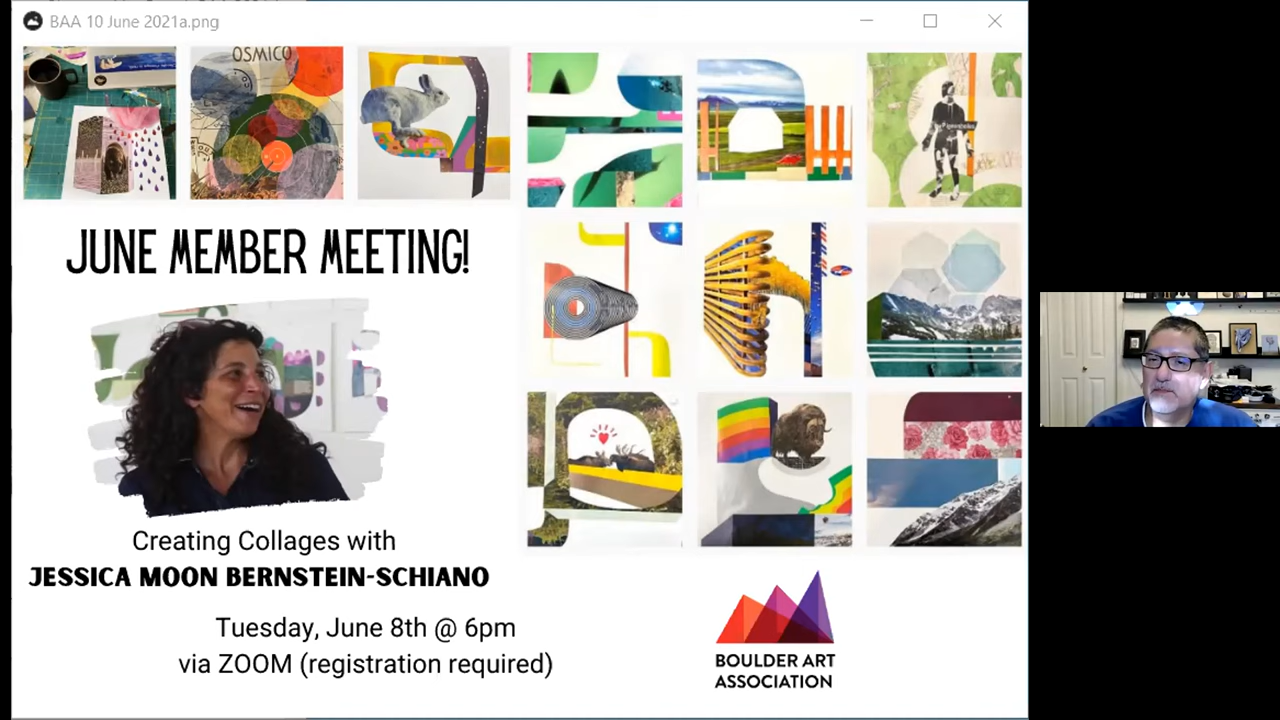 BAA 10 June 2021a.png
OSMICO
JUNE MEMBER MEETING!
Creating Collages with
JESSICA MOON BERNSTEIN-SCHIANO
Tuesday, June 8th @ 6pm
via ZOOM (registration required)
BOULDER ART
ASSOCIATION